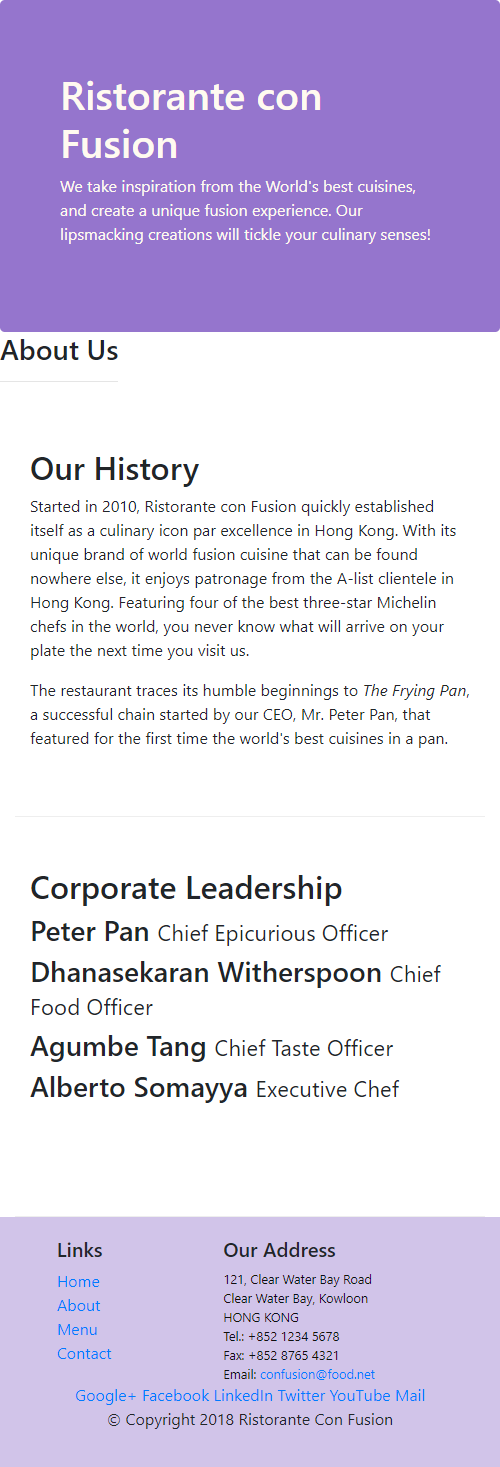 Ristorante con
Fusion
We take inspiration from the World's best cuisines,
and create a unique fusion experience. Our
lipsmacking creations will tickle your culinary senses!
About Us
Our History
Started in 2010, Ristorante con Fusion quickly established
itself as a culinary icon par excellence in Hong Kong. With its
unique brand of world fusion cuisine that can be found
nowhere else, it enjoys patronage from the A-list clientele in
Hong Kong. Featuring four of the best three-star Michelin
chefs in the world, you never know what will arrive on your
plate the next time you visit us.
The restaurant traces its humble beginnings to The Frying Pan,
a successful chain started by our CEO, Mr. Peter Pan, that
featured for the first time the world's best cuisines in a pan.
Corporate Leadership
Peter Pan Chief Epicurious Officer
Dhanasekaran Witherspoon Chief
Food Officer
Agumbe Tang Chief Taste Officer
Alberto Somayya Executive Chef
Links
Home
About
Menu
Contact
Our Address
121, Clear Water Bay Road
Clear Water Bay, Kowloon
HONG KONG
Tel.: +852 1234 5678
Fax: +852 8765 4321
Email: confusion@food.net
Google+ Facebook LinkedIn Twitter YouTube Mail
© Copyright 2018 Ristorante Con Fusion